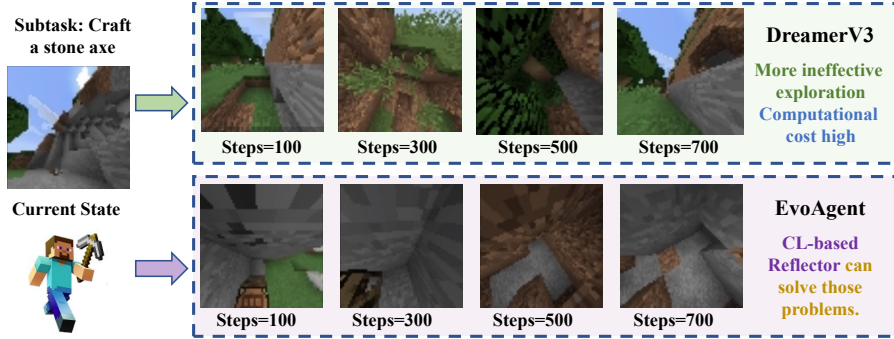 Subtask: Craft
a stone axe
Current State
Steps=100
Steps=300
Steps=500
Steps=700
DreamerV3
More ineffective
exploration
Computational
cost high
Steps=100
Steps=300
Steps=500
Steps=700
EvoAgent
CL-based
Reflector can
solve those
problems.